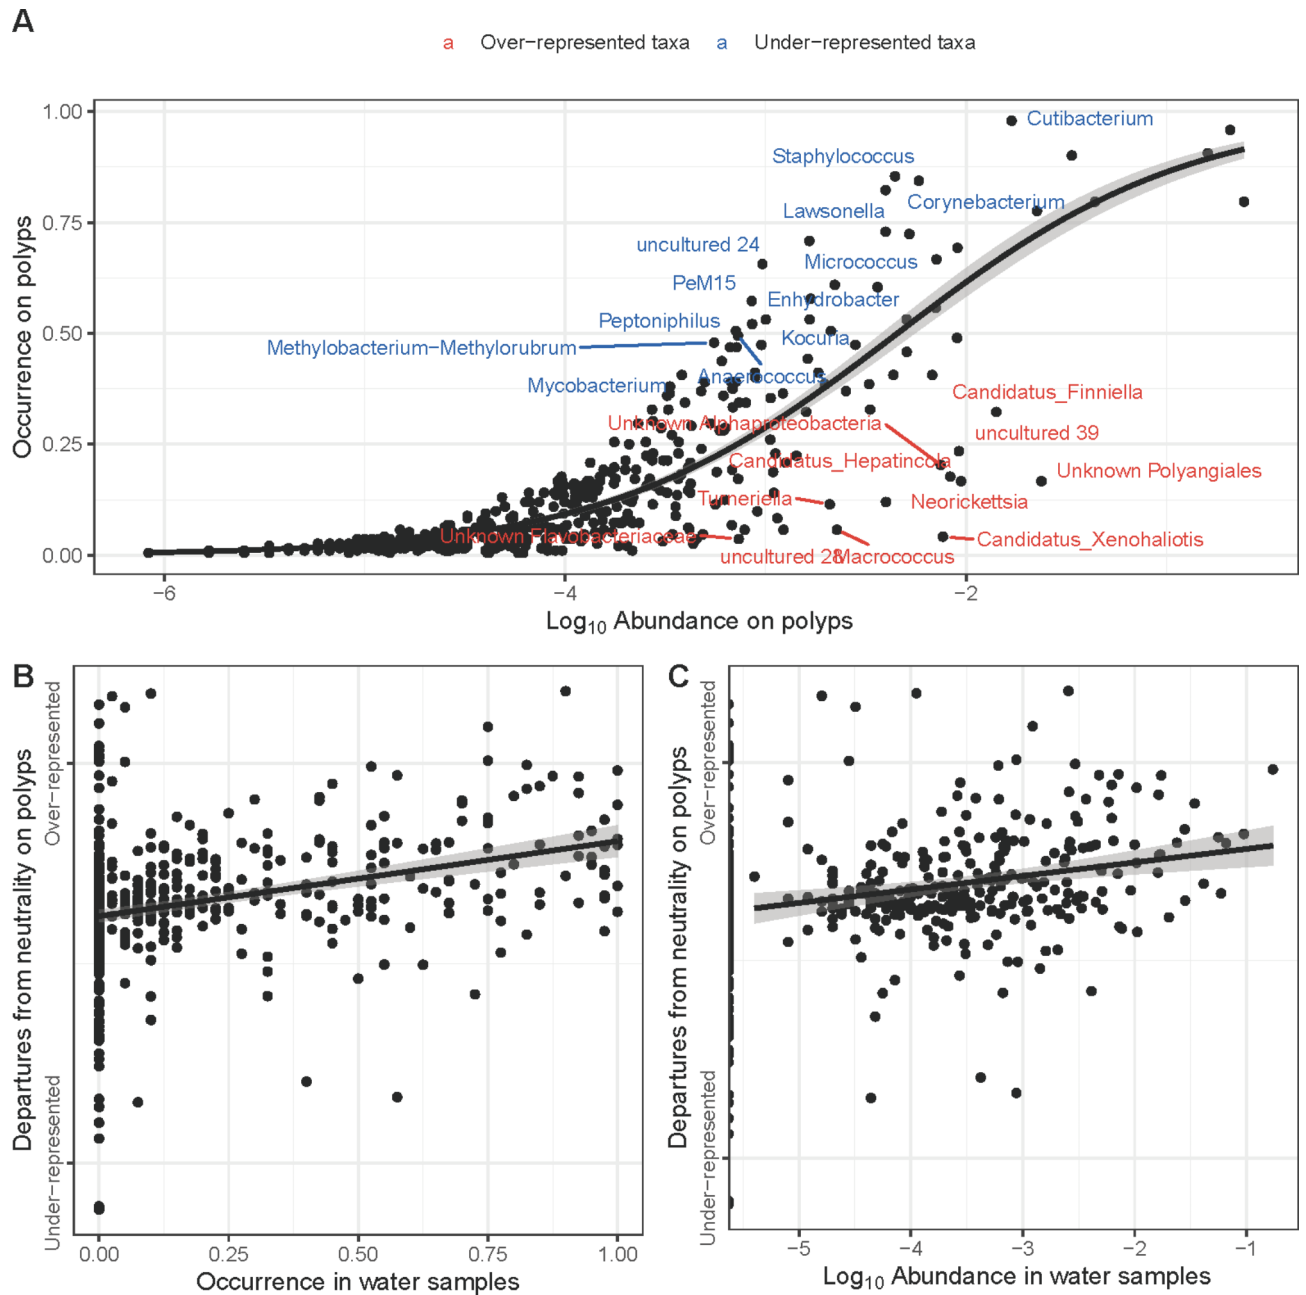 A
a Over−represented taxa a Under−represented taxa
Occurrence on polyps
1.00
0.75
0.50
0.25
0.00
Cutibacterium
Staphylococcus
Corynebacterium
Lawsonella
uncultured 24
Micrococcus
PeM15
Enhydrobacter
Peptoniphilus
Kocuria
Methylobacterium−Methylorubrum
Anaerococcus
Mycobacterium
Candidatus_Finniella
Unknown Alphaproteobacteria
uncultured 39
Candidatus_Hepatincola
Unknown Polyangiales
Turneriella
Neorickettsia
Unknown Flavobacteriaceae
Candidatus_Xenohaliotis
uncultured 28
Macrococcus
−6 −4 −2
Log10 Abundance on polyps
B
Departures from neutrality on polyps
Over−represented
Under−represented
0.00 0.25 0.50 0.75 1.00
Occurrence in water samples
C
Departures from neutrality on polyps
Over−represented
Under−represented
−5 −4 −3 −2 −1
Log10 Abundance in water samples